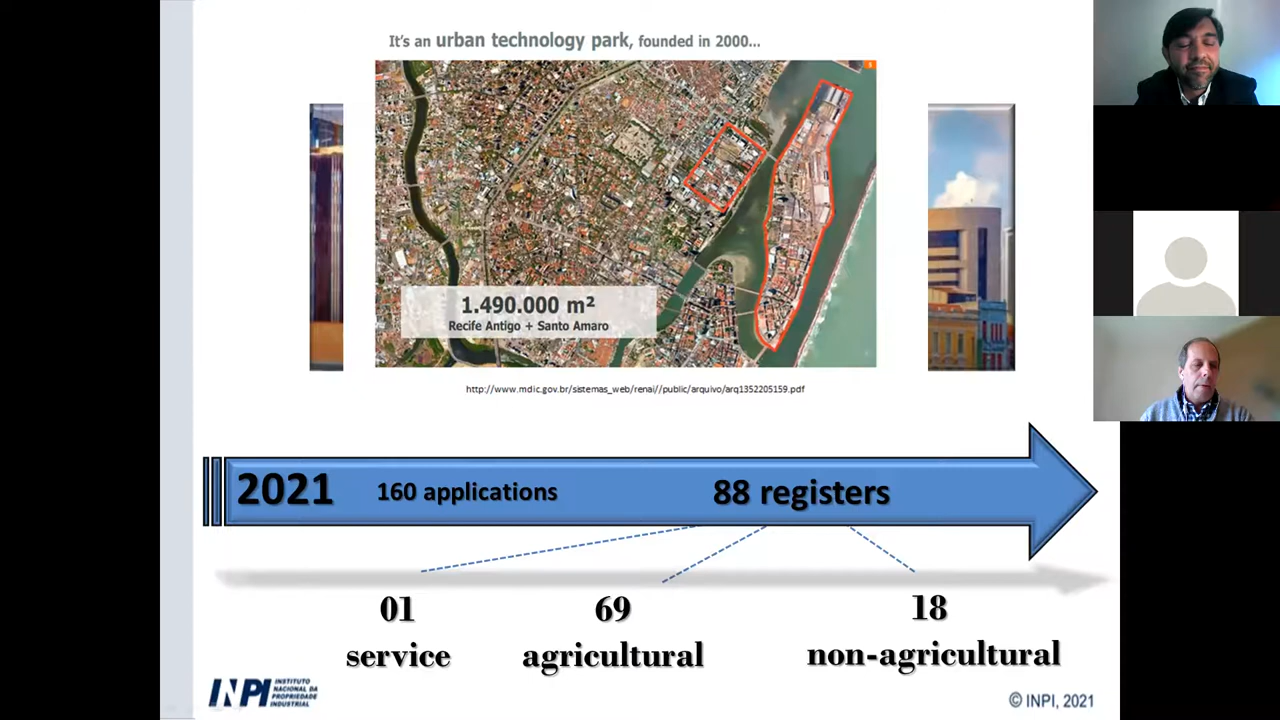 It's an urban technology park, founded in 2000...
5
1.490.000 m²
Recife Antigo + Santo Amaro
http://www.mdic.gov.br/sistemas_web/renai//public/arquivo/arq1352205159.pdf
2021 160 applications 88 registers
01 69 18
service agricultural non-agricultural
INPI INSTITUTO
NACIONAL DA
PROPRIEDADE
INDUSTRIAL
© INPI, 2021